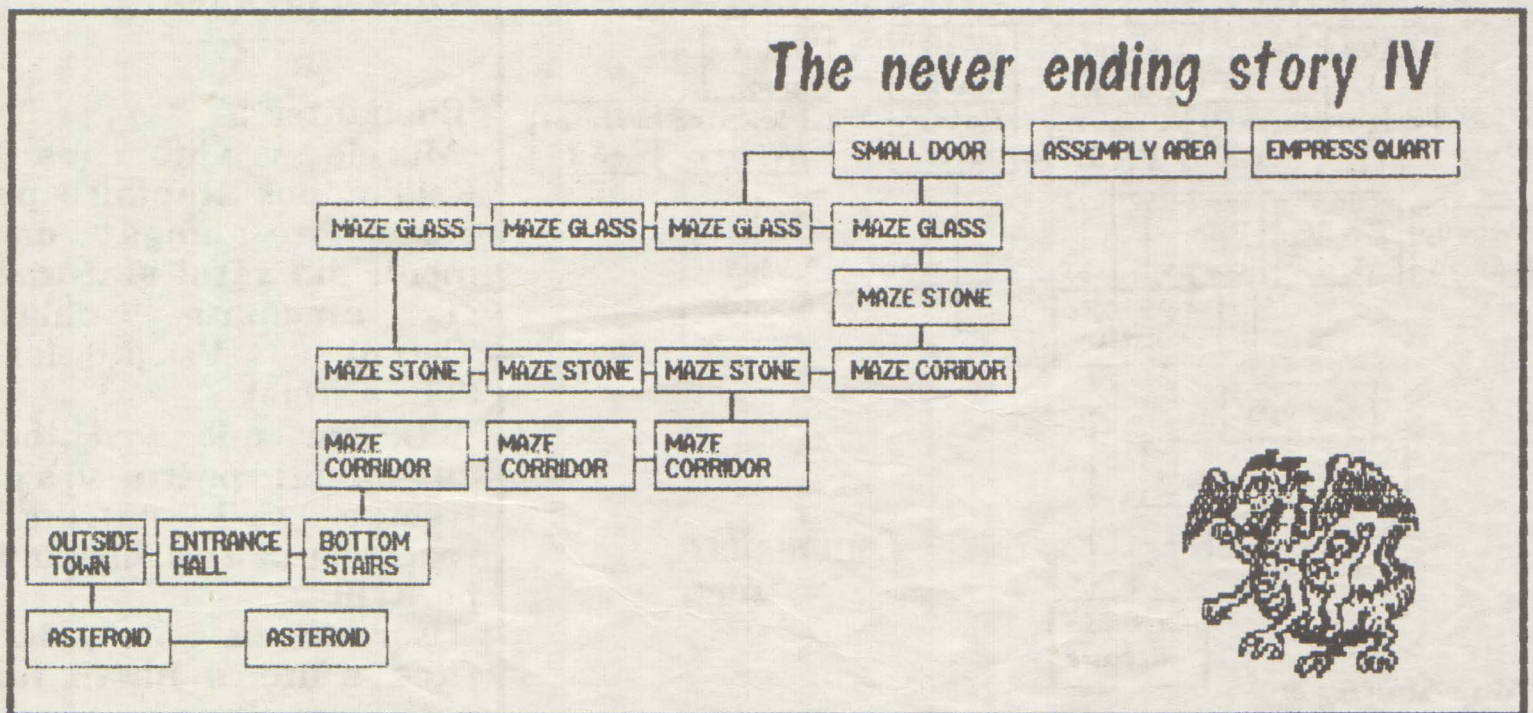 The never ending story IV
SMALL DOOR
ASSEMPLY AREA
EMPRESS QUART
MAZE GLASS
MAZE GLASS
MAZE GLASS
MAZE GLASS
MAZE STONE
MAZE STONE
MAZE STONE
MAZE STONE
MAZE CORIDOR
MAZE
CORRIDOR
MAZE
CORRIDOR
MAZE
CORRIDOR
OUTSIDE
TOWN
ENTRANCE
HALL
BOTTOM
STAIRS
ASTEROID
ASTEROID